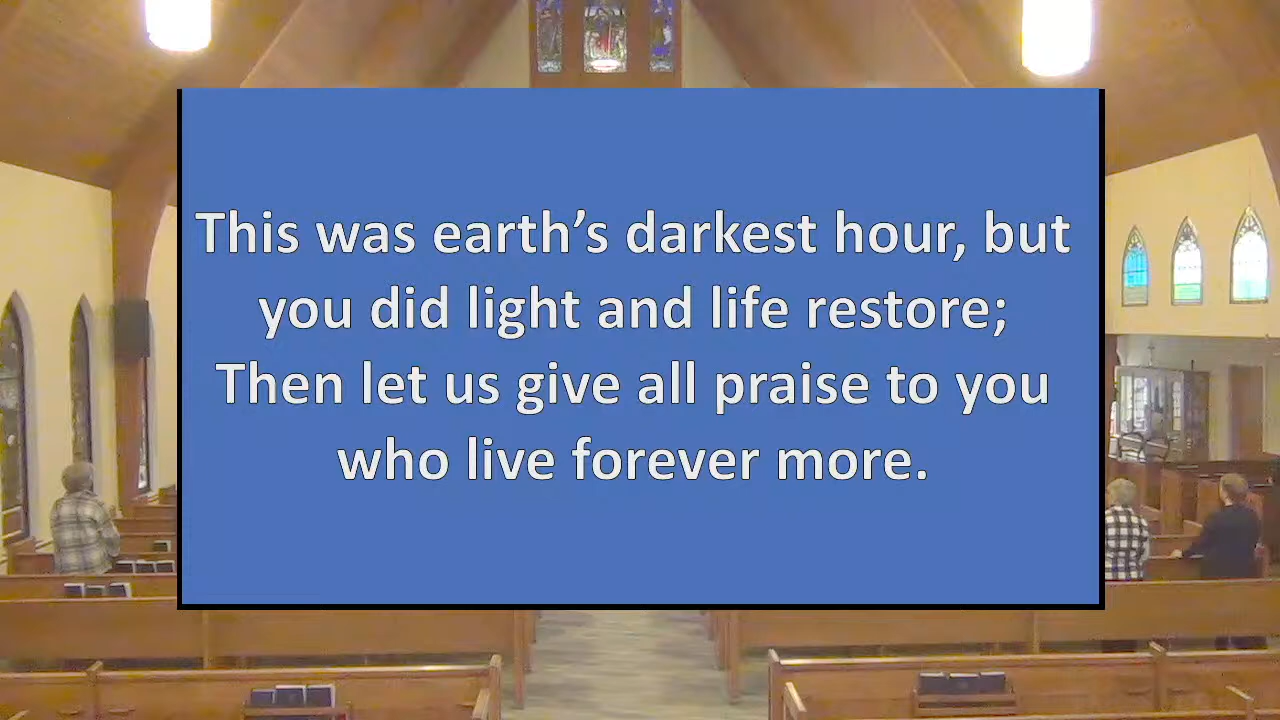 This was earth’s darkest hour, but
you did light and life restore;
Then let us give all praise to you
who live forever more.